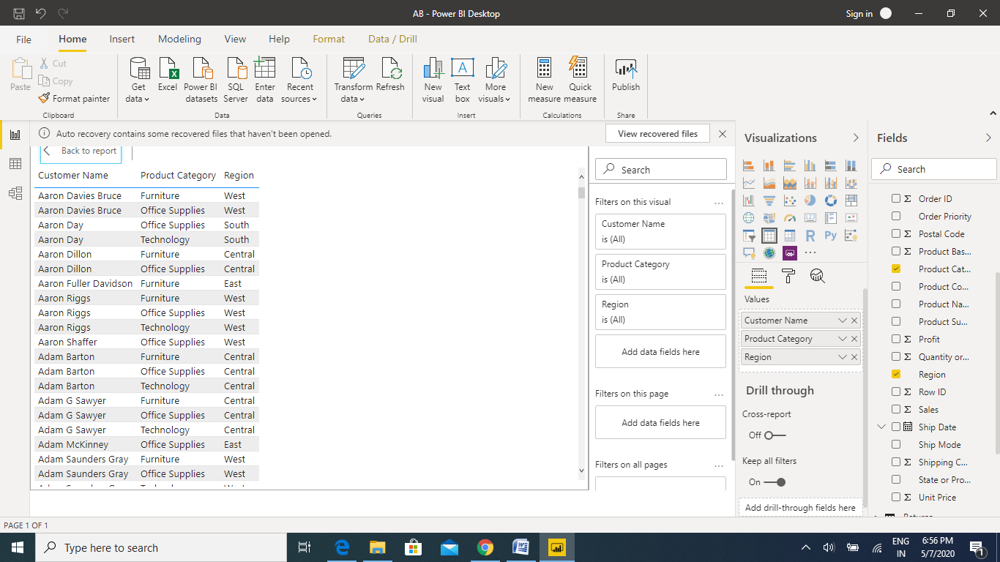 AB - Power BI Desktop
Sign in
File Home Insert Modeling View Help Format Data / Drill
Paste
Cut
Copy
Format painter
Clipboard
Get data
Excel
Power BI datasets
SQL Server
Enter data
Recent sources
Data
Transform data
Refresh
Queries
New visual
Text box
More visuals
Insert
New measure
Quick measure
Calculations
Publish
Share
Auto recovery contains some recovered files that haven't been opened.
View recovered files
Back to report
Customer Name Product Category Region
Aaron Davies Bruce Furniture West
Aaron Davies Bruce Office Supplies West
Aaron Day Office Supplies South
Aaron Day Technology South
Aaron Dillon Furniture Central
Aaron Dillon Office Supplies Central
Aaron Fuller Davidson Furniture East
Aaron Riggs Furniture West
Aaron Riggs Office Supplies West
Aaron Riggs Technology West
Aaron Shaffer Office Supplies West
Adam Barton Furniture Central
Adam Barton Office Supplies Central
Adam Barton Technology Central
Adam G Sawyer Furniture Central
Adam G Sawyer Office Supplies Central
Adam G Sawyer Technology Central
Adam McKinney Office Supplies East
Adam Saunders Gray Furniture West
Adam Saunders Gray Office Supplies West
Search
Filters on this visual ...
Customer Name
is (All)
Product Category
is (All)
Region
is (All)
Add data fields here
Filters on this page ...
Add data fields here
Filters on all pages ...
Visualizations
R
Py
123
...
Values
Customer Name
Product Category
Region
Drill through
Cross-report
Off
Keep all filters
On
Add drill-through fields here
Fields
Search
Σ Order ID
Order Priority
Σ Postal Code
Σ Product Bas...
Product Cat...
Product Co...
Product Na...
Product Su...
Σ Profit
Σ Quantity or...
Region
Σ Row ID
Σ Sales
Ship Date
Ship Mode
Σ Shipping C...
State or Pro...
Σ Unit Price
Returns
PAGE 1 OF 1
Type here to search
ENG
IN
6:56 PM
5/7/2020
1